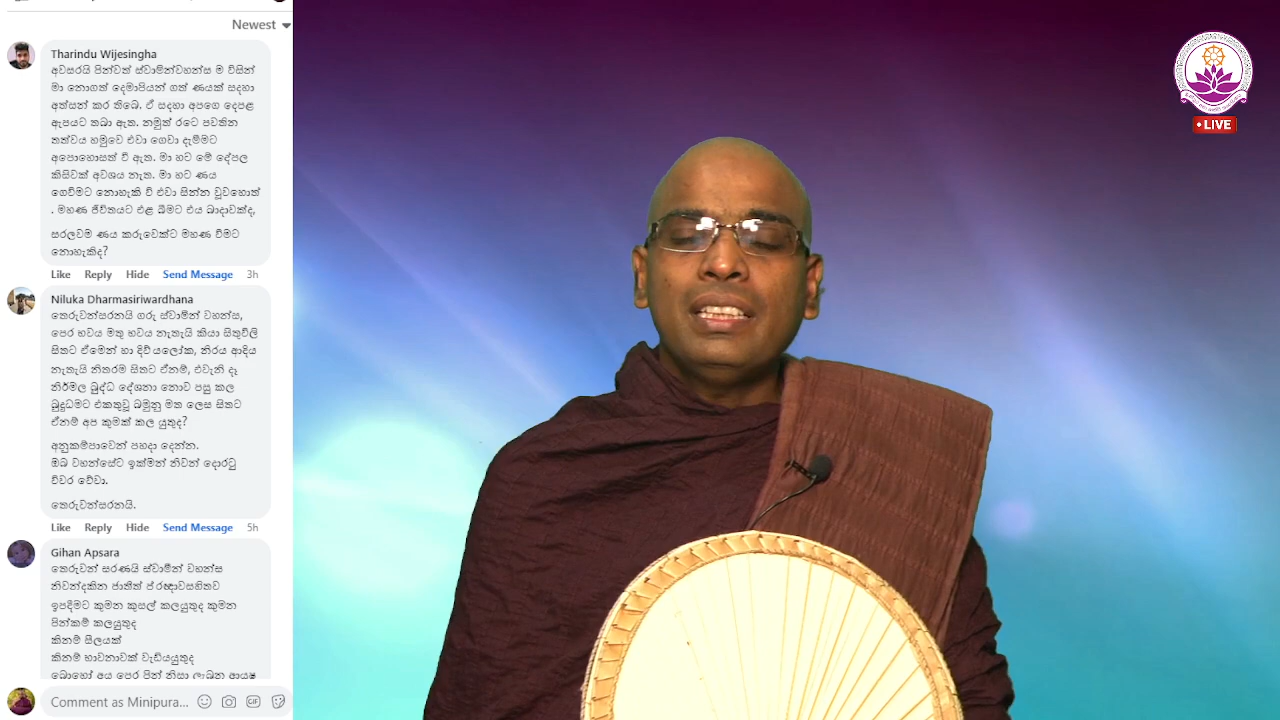 Newest
Tharindu Wijesingha
අවසරයි පින්වත් ස්වාමින්වහන්ස ම විසින්
මා නොගත් දෙමාපියන් ගත් ණයක් සදහා
අත්සන් කර තිබෙ. ඒ සදහා අපගෙ දෙපළ
ඇපයට තබා ඇත. නමුත් රටෙ පවතින
තත්වය හමුවෙ එවා ගෙවා දැම්මට
අපොහොසත් වි ඇත. මා හට මේ දේපල
කිසිවක් අවශය නැත. මා හට ණය
ගෙවීමට නොහැකි වි එවා සින්න වූවහොත්
. මහණ ජීවිතයට එළ ඹීමට එය බාදාවක්ද,
කෙලවම ණය කරුවෙක්ට මහණ වීමට
නොහැකිද?
Like Reply Hide Send Message 3h
Niluka Dharmasiriwardhana
තෙරුවන්සරනයි ගරු ස්වාමීන් වහන්ස,
පෙර භවය මතු භවය නැතැයි කියා සිතුවිලි
සිතට ඒමෙන් හා දිව්‍යලෝක, නිරය ආදිය
නැතැයි නිතරම සිතට ඒනම්, එවැනි දෑ
නිර්මල බුද්ධ දේශනා නොව පසු කල
බුදුධමට එකතුවූ බමුනු මත ලෙස සිතට
ඒනම් අප කුමක් කල යුතුද?
අනුකම්පාවෙන් පහදා දෙන්න.
ඔබ වහන්සේට ඉක්මන් නිවන් දොරටු
විවර වේවා.
තෙරුවන්සරනයි.
Like Reply Hide Send Message 5h
Gihan Apsara
තෙරුවන් සරණයි ස්වාමීන් වහන්ස
නිවන්දකින ජාතිත් ප්‍රඥාවසහිතව
ඉපදීමට කුමන කුසල් කලයුතුද කුමන
පින්කම් කලයුතුද
කිනම් සීලයක්
කිනම් භාවනාවක් වැඩියයුතුද
බොහෝ අය පෙර පින් නිසා ලැබුන ආයුෂ
Comment as Minipura...
GIF
LIVE